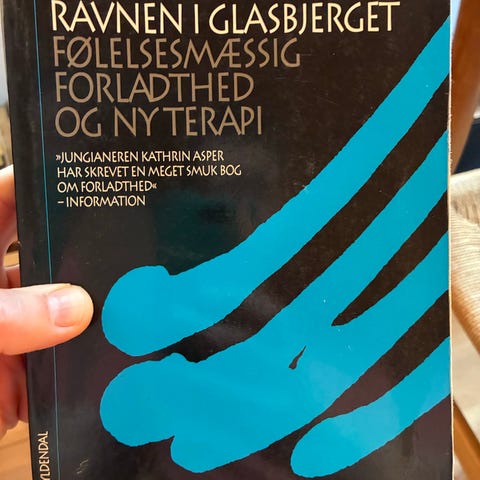 RAVNEN I GLASBJERGET
FØLELSESMÆSSIG
FORLADTHED
OG NY TERAPI
»JUNGIANEREN KATHRIN ASPER
HAR SKREVET EN MEGET SMUK BOG
OM FORLADTHED«
– INFORMATION